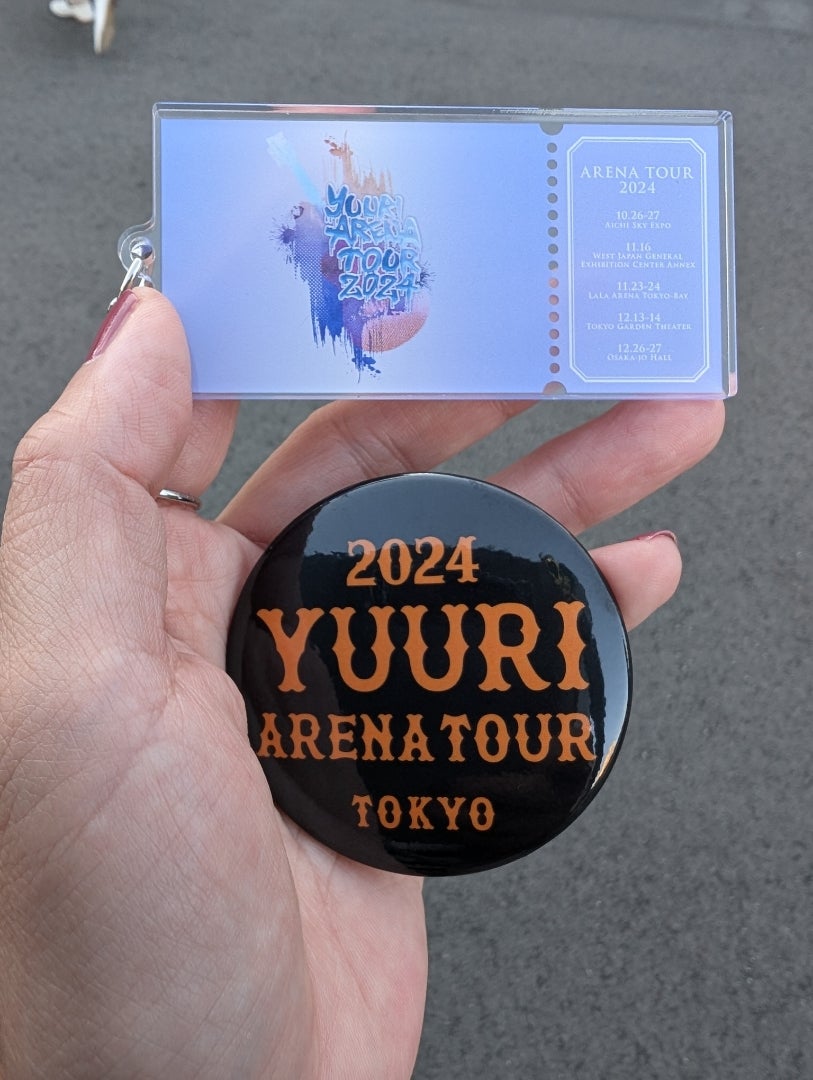 YUURI
ARENA
TOUR
2024
ARENA TOUR
2024
10.26-27
AICHI SKY EXPO
11.16
WEST JAPAN GENERAL
EXHIBITION CENTER ANNEX
11.23-24
LALA ARENA TOKYO-BAY
12.13-14
TOKYO GARDEN THEATER
12.26-27
OSAKA-JO HALL
2024
YUURI
ARENA TOUR
TOKYO